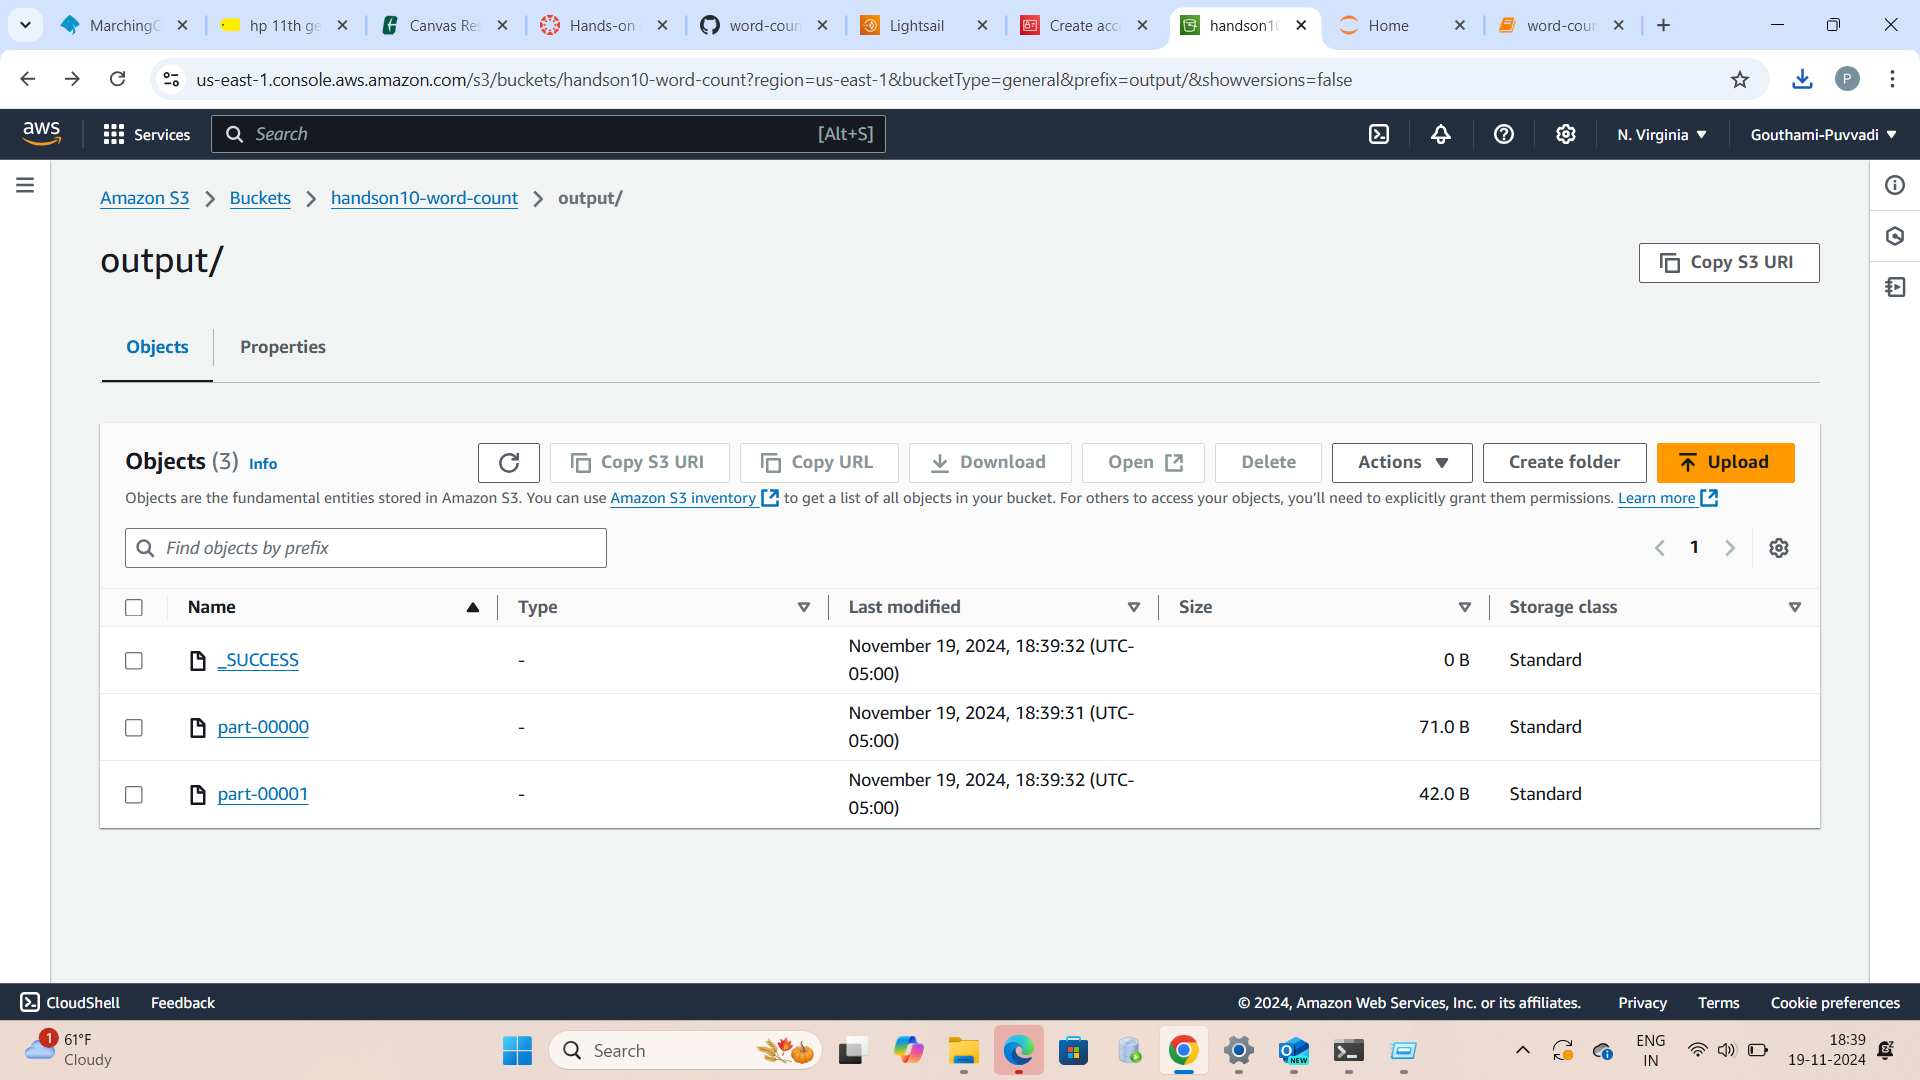 MarchingC
hp 11th ge
Canvas Res
Hands-on
word-coun
Lightsail
Create acc
handson10
Home
word-coun
us-east-1.console.aws.amazon.com/s3/buckets/handson10-word-count?region=us-east-1&bucketType=general&prefix=output/&showversions=false
P
aws
Services
Search
[Alt+S]
N. Virginia
Gouthami-Puvvadi
Amazon S3
Buckets
handson10-word-count
output/
output/
Copy S3 URI
Objects
Properties
Objects (3) Info
Copy S3 URI
Copy URL
Download
Open
Delete
Actions
Create folder
Upload
Objects are the fundamental entities stored in Amazon S3. You can use Amazon S3 inventory to get a list of all objects in your bucket. For others to access your objects, you’ll need to explicitly grant them permissions. Learn more
Find objects by prefix
1
Name
Type
Last modified
Size
Storage class
_SUCCESS
-
November 19, 2024, 18:39:32 (UTC-
05:00)
0 B
Standard
part-00000
-
November 19, 2024, 18:39:31 (UTC-
05:00)
71.0 B
Standard
part-00001
-
November 19, 2024, 18:39:32 (UTC-
05:00)
42.0 B
Standard
CloudShell
Feedback
© 2024, Amazon Web Services, Inc. or its affiliates.
Privacy
Terms
Cookie preferences
1
61°F
Cloudy
Search
NEW
ENG
IN
18:39
19-11-2024